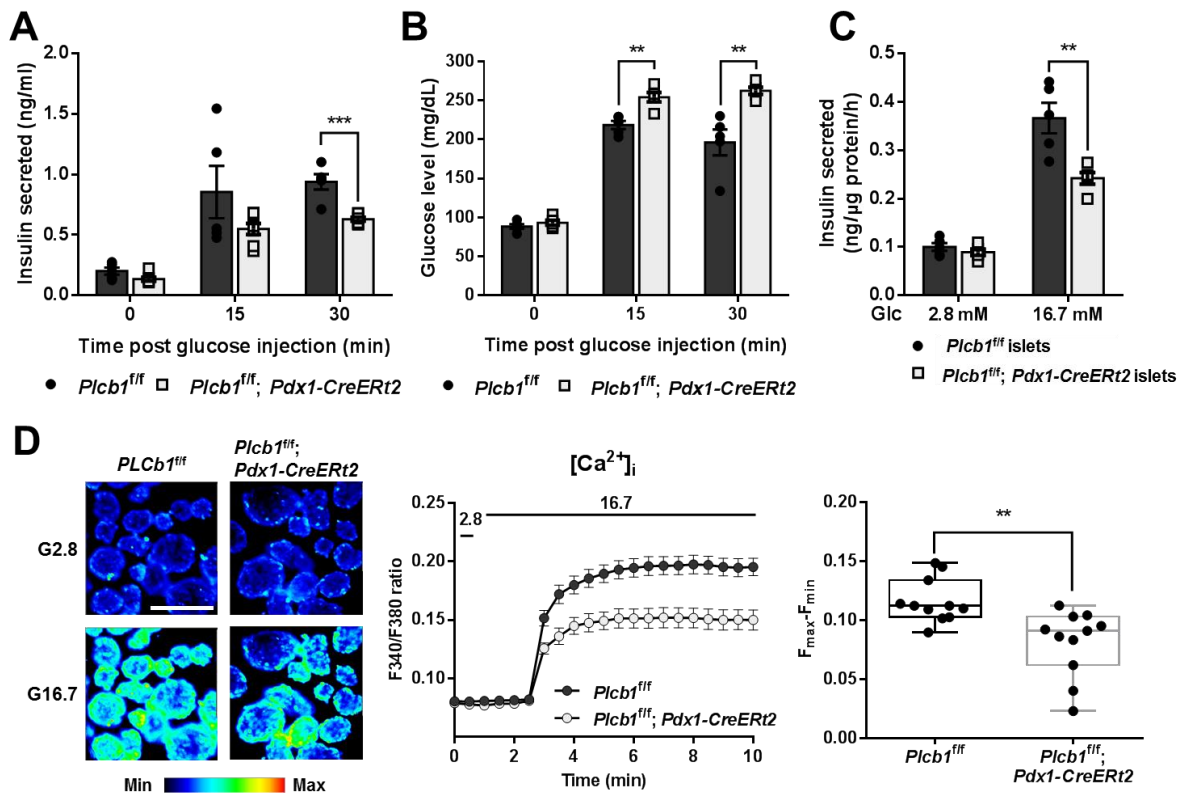 A
Insulin secreted (ng/ml)
2.0
1.5
1.0
0.5
0.0
***
0 15 30
Time post glucose injection (min)
Plcb1f/f Plcb1f/f; Pdx1-CreERt2
B
Glucose level (mg/dL)
300
250
200
150
100
50
0
**
**
0 15 30
Time post glucose injection (min)
Plcb1f/f Plcb1f/f; Pdx1-CreERt2
C
Insulin secreted
(ng/µg protein/h)
0.5
0.4
0.3
0.2
0.1
0.0
**
Glc 2.8 mM 16.7 mM
Plcb1f/f islets
Plcb1f/f; Pdx1-CreERt2 islets
D
PLCb1f/f
Plcb1f/f;
Pdx1-CreERt2
G2.8
G16.7
Min Max
[Ca2+]i
F340/F380 ratio
0.25
0.20
0.15
0.10
2.8
16.7
Plcb1f/f
Plcb1f/f; Pdx1-CreERt2
0 2 4 6 8 10
Time (min)
Fmax-Fmin
0.20
0.15
0.10
0.05
0.00
**
Plcb1f/f
Plcb1f/f;
Pdx1-CreERt2